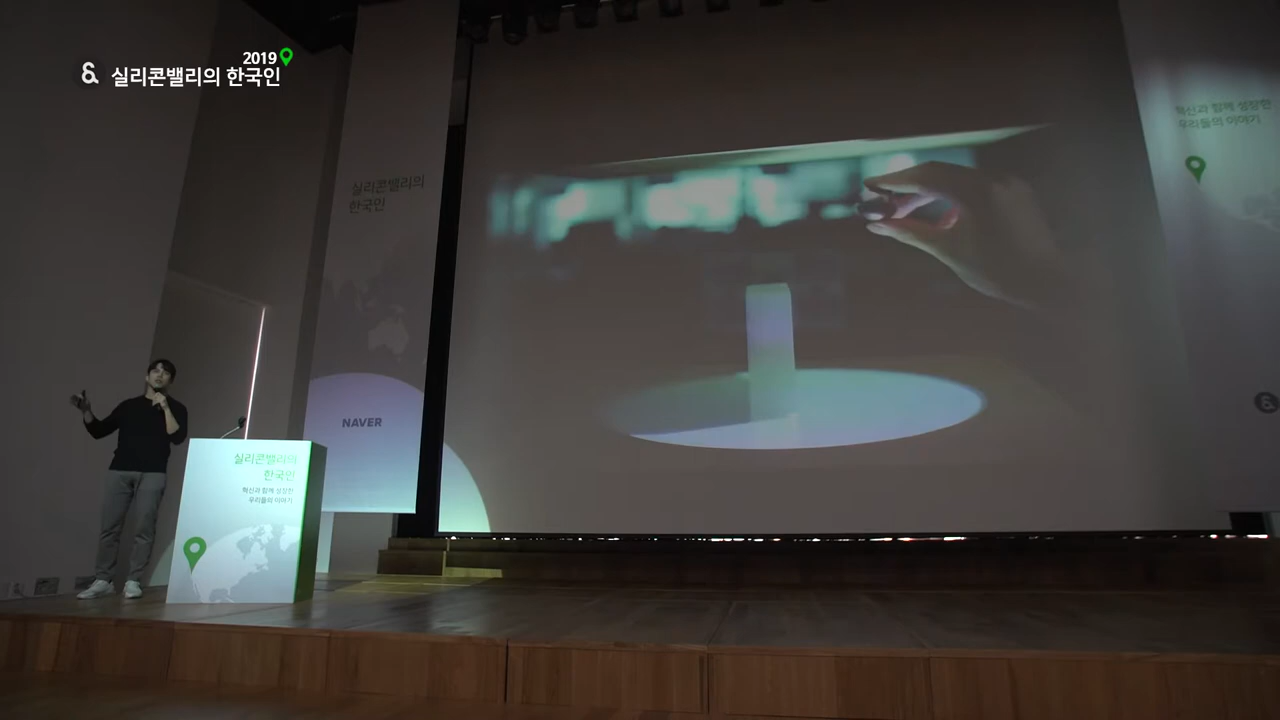 2019
& 실리콘밸리의 한국인
실리콘밸리의
한국인
NAVER
실리콘밸리의
한국인
혁신과 함께 성장한
우리들의 이야기
혁신과 함께 성장한
우리들의 이야기
&